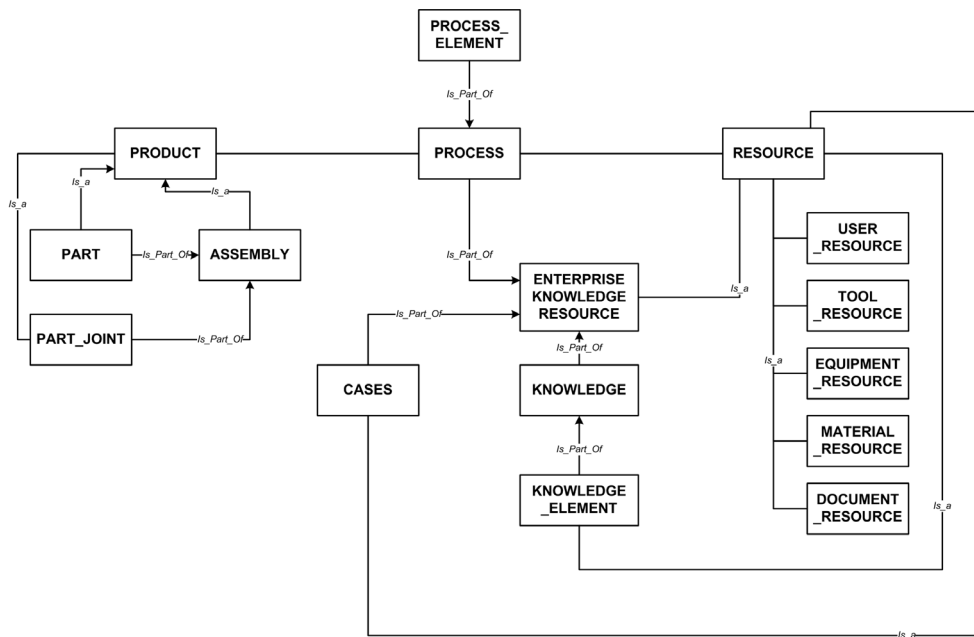 PROCESS_
ELEMENT
Is_Part_Of
PRODUCT
PROCESS
RESOURCE
Is_a
Is_a
Is_a
PART
Is_Part_Of
ASSEMBLY
Is_Part_Of
USER
_RESOURCE
ENTERPRISE
KNOWLEDGE
RESOURCE
Is_a
TOOL
_RESOURCE
Is_Part_Of
PART_JOINT
Is_Part_Of
Is_Part_Of
Is_a
EQUIPMENT
_RESOURCE
CASES
KNOWLEDGE
MATERIAL
_RESOURCE
Is_Part_Of
KNOWLEDGE
_ELEMENT
DOCUMENT
_RESOURCE
Is_a
Is_a